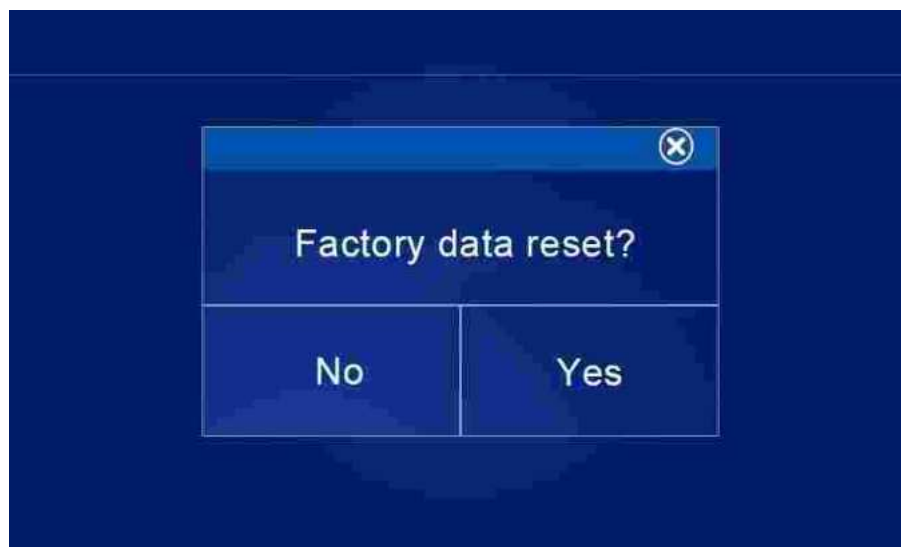 Factory data reset?
No
Yes